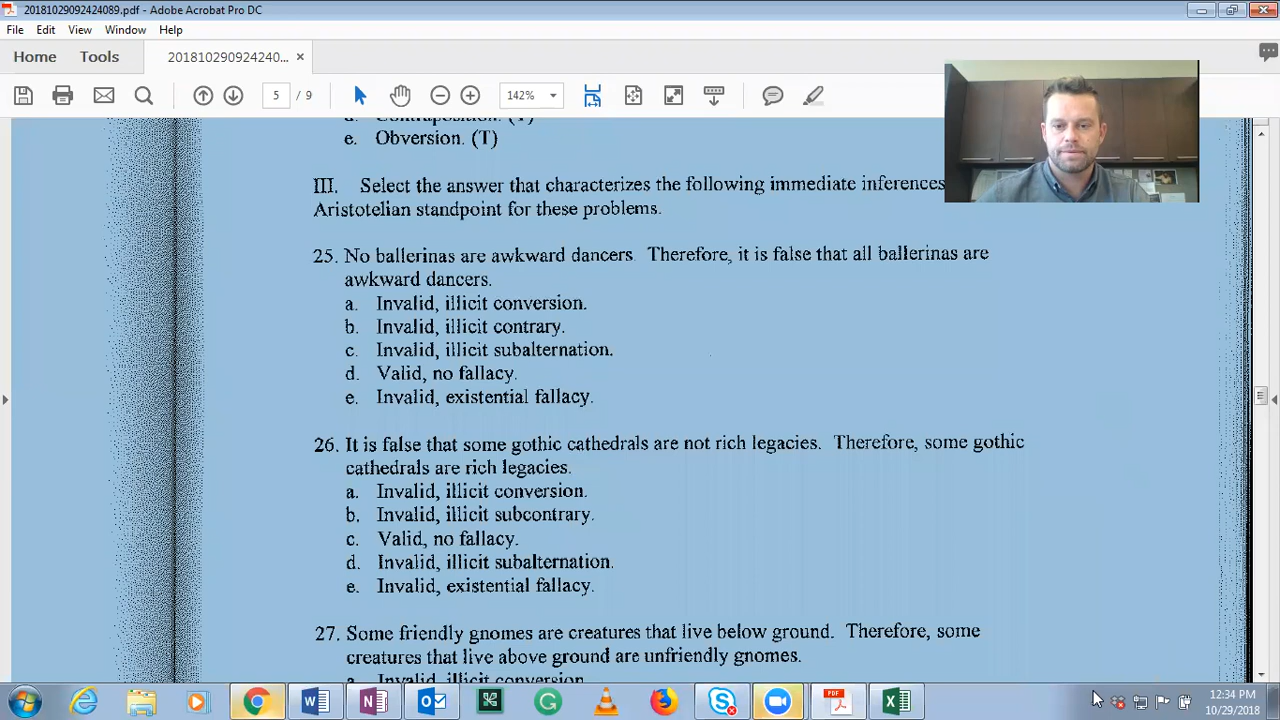 20181029092424089.pdf - Adobe Acrobat Pro DC
File Edit View Window Help
Home Tools 201810290924240... ×
5 / 9 142%
d. Contraposition. (T)
e. Obversion. (T)
III. Select the answer that characterizes the following immediate inferences
Aristotelian standpoint for these problems.
25. No ballerinas are awkward dancers. Therefore, it is false that all ballerinas are
awkward dancers.
a. Invalid, illicit conversion.
b. Invalid, illicit contrary.
c. Invalid, illicit subalternation.
d. Valid, no fallacy.
e. Invalid, existential fallacy.
26. It is false that some gothic cathedrals are not rich legacies. Therefore, some gothic
cathedrals are rich legacies.
a. Invalid, illicit conversion.
b. Invalid, illicit subcontrary.
c. Valid, no fallacy.
d. Invalid, illicit subalternation.
e. Invalid, existential fallacy.
27. Some friendly gnomes are creatures that live below ground. Therefore, some
creatures that live above ground are unfriendly gnomes.
a. Invalid, illicit conversion
12:34 PM
10/29/2018